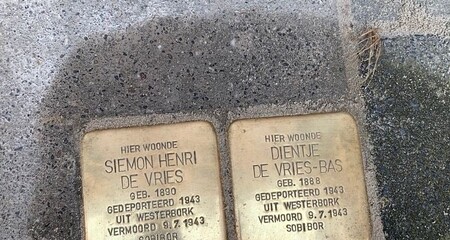 HIER WOONDE
SIEMON HENRI
DE VRIES
GEB. 1890
GEDEPORTEERD 1943
UIT WESTERBORK
VERMOORD 9.7.1943
SOBIBOR
HIER WOONDE
DIENTJE
DE VRIES-BAS
GEB. 1888
GEDEPORTEERD 1943
UIT WESTERBORK
VERMOORD 9.7.1943
SOBIBOR